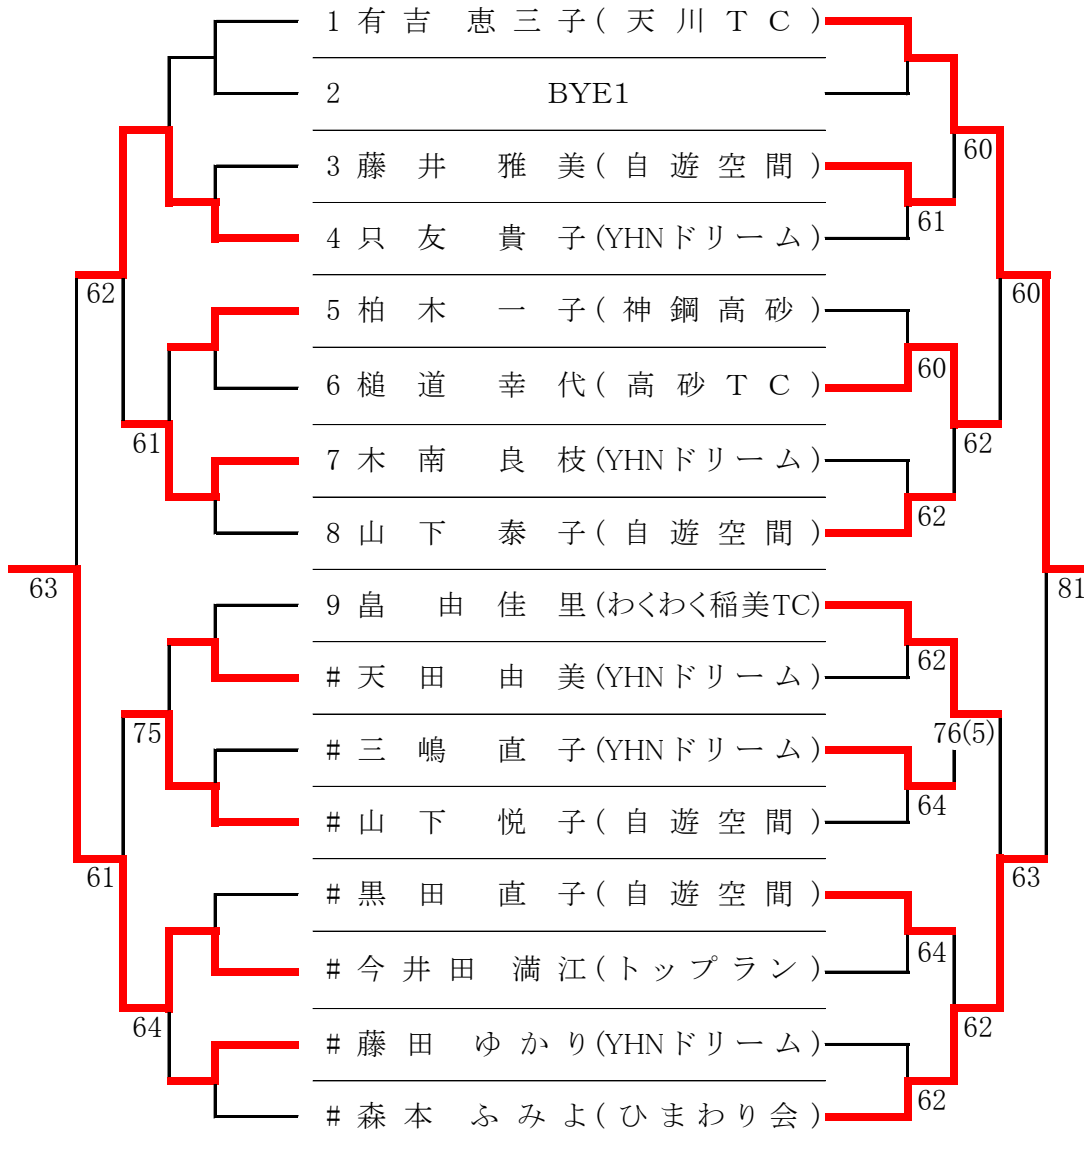 1 有吉 恵三子(天川TC)
2 BYE1
60
3 藤井 雅美(自遊空間)
61
4 只友 貴子(YHNドリーム)
62
60
5 柏木 一子(神鋼高砂)
60
6 槌道 幸代(高砂TC)
61
62
7 木南 良枝(YHNドリーム)
62
8 山下 泰子(自遊空間)
63
81
9 畠 由佳里(わくわく稲美TC)
62
# 天田 由美(YHNドリーム)
75
76(5)
# 三嶋 直子(YHNドリーム)
64
# 山下 悦子(自遊空間)
61
63
# 黒田 直子(自遊空間)
64
# 今井田 満江(トップラン)
64
62
# 藤田 ゆかり(YHNドリーム)
62
# 森本 ふみよ(ひまわり会)